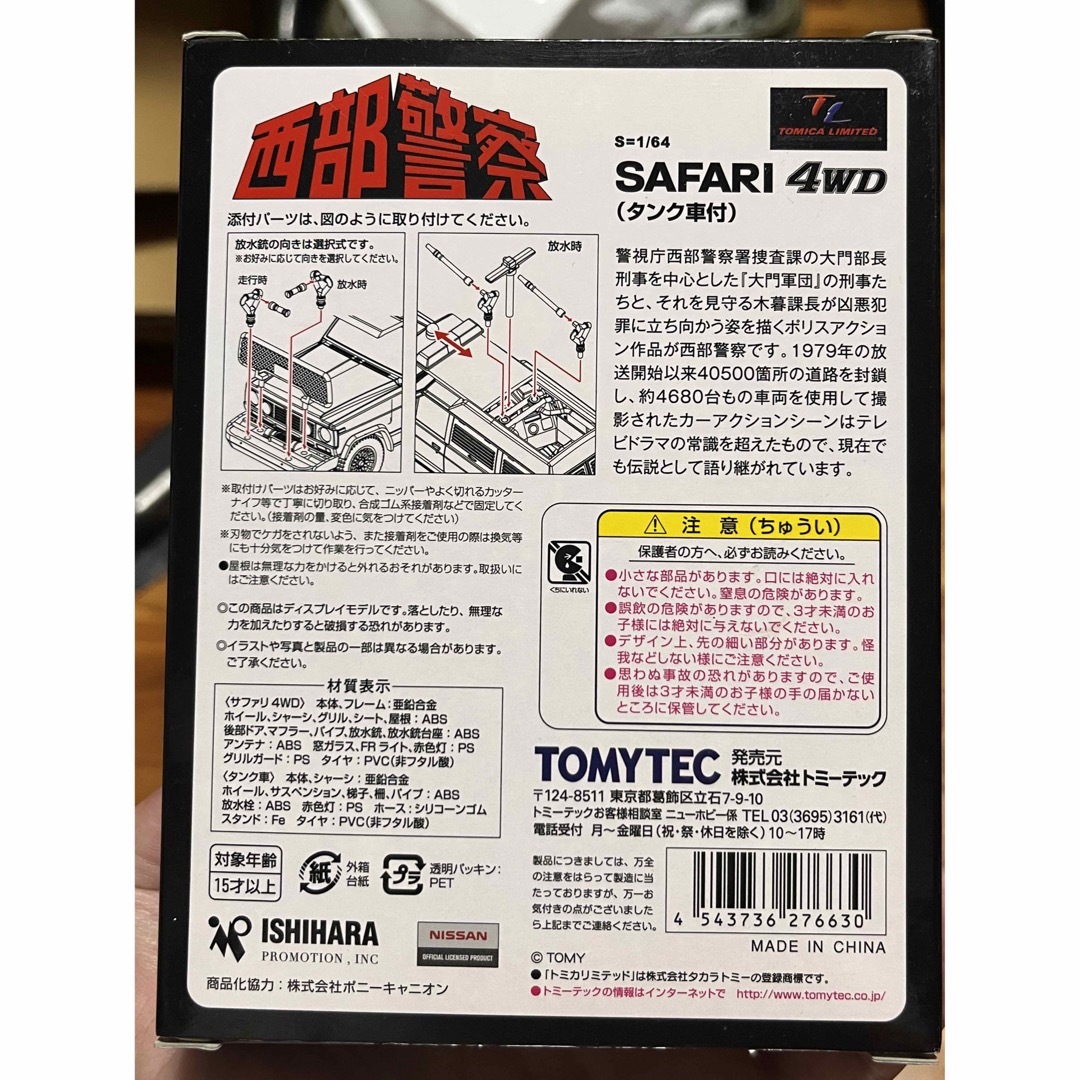 西部警察
TL
TOMICA LIMITED
S=1/64
SAFARI 4WD
(タンク車付)
添付パーツは、図のように取り付けてください。
放水銃の向きは選択式です。
※お好みに応じて向きを選択してください。
走行時
放水時
放水時
警視庁西部警察署捜査課の大門部長
刑事を中心とした『大門軍団』の刑事た
ちと、それを見守る木暮課長が凶悪犯
罪に立ち向かう姿を描くポリスアクション
作品が西部警察です。1979年の放
送開始以来40500箇所の道路を封鎖
し、約4680台もの車両を使用して撮
影されたカーアクションシーンはテレ
ビドラマの常識を超えたもので、現在で
も伝説として語り継がれています。
※取付けパーツはお好みに応じて、ニッパーやよく切れるカッター
ナイフ等で丁寧に切り取り、合成ゴム系接着剤などで固定してく
ださい。(接着剤の量、変色に気をつけてください)
※刃物でケガをされないよう、また接着剤をご使用の際は換気等
にも十分気をつけて作業を行ってください。
●屋根は無理な力をかけると外れるおそれがあります。取扱いに
はご注意ください。
◎この商品はディスプレイモデルです。落としたり、無理な
力を加えたりすると破損する恐れがあります。
◎イラストや写真と製品の一部は異なる場合があります。
ご了承ください。
材質表示
〈サファリ4WD〉 本体、フレーム:亜鉛合金
ホイール、シャーシ、グリル、シート、屋根:ABS
後部ドア、マフラー、パイプ、放水銃、放水銃台座:ABS
アンテナ:ABS 窓ガラス、FRライト、赤色灯:PS
グリルガード:PS タイヤ:PVC(非フタル酸)
〈タンク車〉 本体、シャーシ:亜鉛合金
ホイール、サスペンション、梯子、柵、パイプ:ABS
放水栓:ABS 赤色灯:PS ホース:シリコーンゴム
スタンド:Fe タイヤ:PVC(非フタル酸)
くちにいれない
注意(ちゅうい)
保護者の方へ、必ずお読みください。
●小さな部品があります。口には絶対に入れ
ないでください。窒息の危険があります。
●誤飲の危険がありますので、3才未満のお
子様には絶対に与えないでください。
●デザイン上、先の細い部分があります。怪
我などしない様にご注意ください。
●思わぬ事故の恐れがありますので、ご使
用後は3才未満のお子様の手の届かない
ところに保管してください。
TOMYTEC 発売元
株式会社トミーテック
〒124-8511 東京都葛飾区立石7-9-10
トミーテックお客様相談室 ニューホビー係 TEL 03(3695)3161(代)
電話受付 月～金曜日(祝・祭・休日を除く)10～17時
対象年齢
15才以上
紙
外箱
台紙
プラ
透明パッキン:
PET
製品につきましては、万全
の注意をはらって製造に当
たっておりますが、万一お
気付きの点がございました
ら上記までご連絡ください。
4 543736 276630
MADE IN CHINA
ISHIHARA
PROMOTION, INC
NISSAN
OFFICIAL LICENSED PRODUCT
商品化協力:株式会社ポニーキャニオン
© TOMY
●「トミカリミテッド」は株式会社タカラトミーの登録商標です。
●トミーテックの情報はインターネットで http://www.tomytec.co.jp/